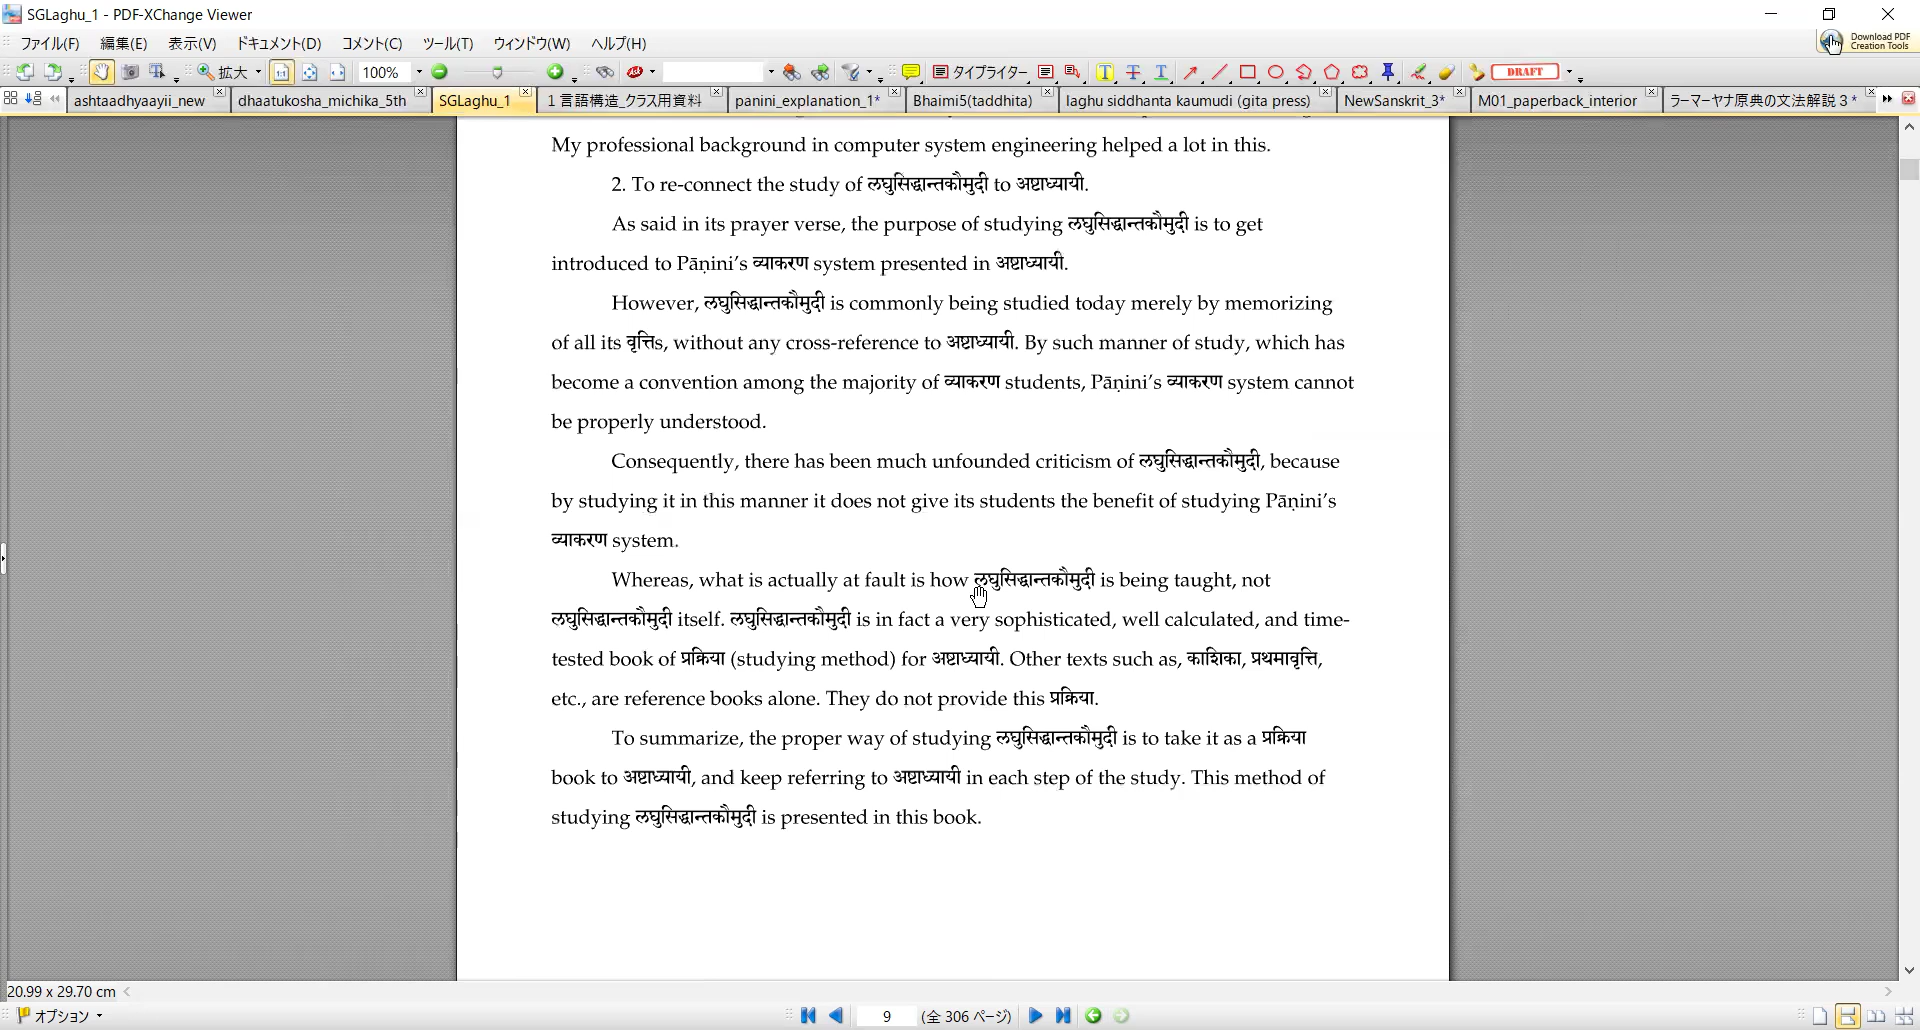 SGLaghu_1 - PDF-XChange Viewer
ファイル(F) 編集(E) 表示(V) ドキュメント(D) コメント(C) ツール(T) ウィンドウ(W) ヘルプ(H)
Download PDF
Creation Tools
拡大 100% タイプライター DRAFT
ashtaadhyaayii_new dhaatukosha_michika_5th SGLaghu_1 1 言語構造_クラス用資料 panini_explanation_1* Bhaimi5(taddhita) laghu siddhanta kaumudi (gita press) NewSanskrit_3* M01_paperback_interior ラーマーヤナ原典の文法解説３*
My professional background in computer system engineering helped a lot in this.
2. To re-connect the study of लघुसिद्धान्तकौमुदी to अष्टाध्यायी.
As said in its prayer verse, the purpose of studying लघुसिद्धान्तकौमुदी is to get
introduced to Pāṇini’s व्याकरण system presented in अष्टाध्यायी.
However, लघुसिद्धान्तकौमुदी is commonly being studied today merely by memorizing
of all its वृत्तिs, without any cross-reference to अष्टाध्यायी. By such manner of study, which has
become a convention among the majority of व्याकरण students, Pāṇini’s व्याकरण system cannot
be properly understood.
Consequently, there has been much unfounded criticism of लघुसिद्धान्तकौमुदी, because
by studying it in this manner it does not give its students the benefit of studying Pāṇini’s
व्याकरण system.
Whereas, what is actually at fault is how लघुसिद्धान्तकौमुदी is being taught, not
लघुसिद्धान्तकौमुदी itself. लघुसिद्धान्तकौमुदी is in fact a very sophisticated, well calculated, and time-
tested book of प्रक्रिया (studying method) for अष्टाध्यायी. Other texts such as, काशिका, प्रथमावृत्ति,
etc., are reference books alone. They do not provide this प्रक्रिया.
To summarize, the proper way of studying लघुसिद्धान्तकौमुदी is to take it as a प्रक्रिया
book to अष्टाध्यायी, and keep referring to अष्टाध्यायी in each step of the study. This method of
studying लघुसिद्धान्तकौमुदी is presented in this book.
20.99 x 29.70 cm
オプション 9 (全 306 ページ)